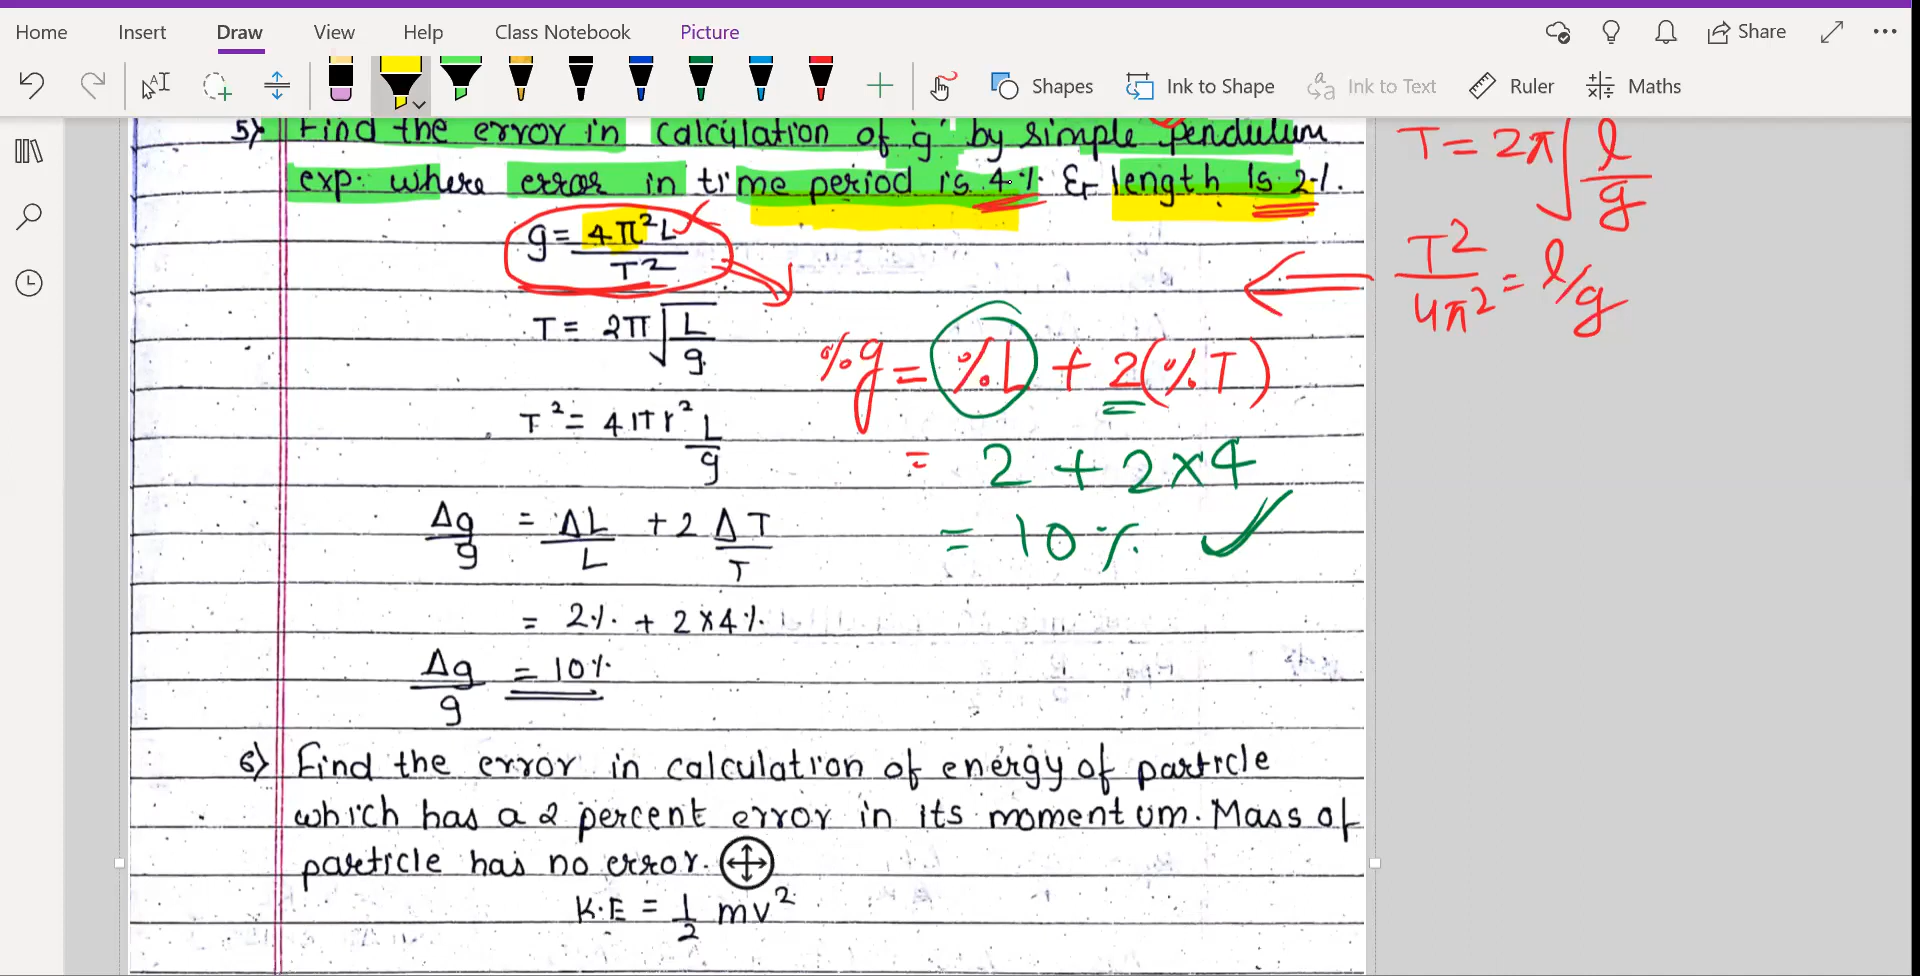 Home Insert Draw View Help Class Notebook Picture Share
Shapes Ink to Shape Ink to Text Ruler Maths
5) Find the error in calculation of 'g' by simple pendulum
exp. where error in time period is 4% & length is 2%.
g = 4π²L / T²
T = 2π√(L/g)
T² = 4πr² L/g
Δg/g = ΔL/L + 2 ΔT/T
= 2% + 2×4%
Δg/g = 10%
%g = %L + 2(%T)
= 2 + 2×4
= 10%
T = 2π√(l/g)
T²/4π² = l/g
6) Find the error in calculation of energy of particle
which has a 2 percent error in its momentum. Mass of
particle has no error.
K.E = 1/2 mv²